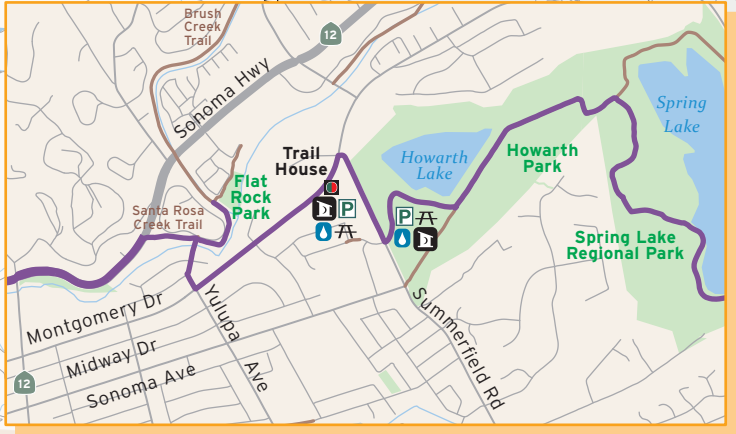 Brush
Creek
Trail
12
Sonoma Hwy
Spring
Lake
Trail
House
Howarth
Lake
Howarth
Park
Flat
Rock
Park
P
Santa Rosa
Creek Trail
P
Spring Lake
Regional Park
Montgomery Dr
Yulupa
Ave
Summerfield Rd
Midway Dr
Sonoma Ave
12